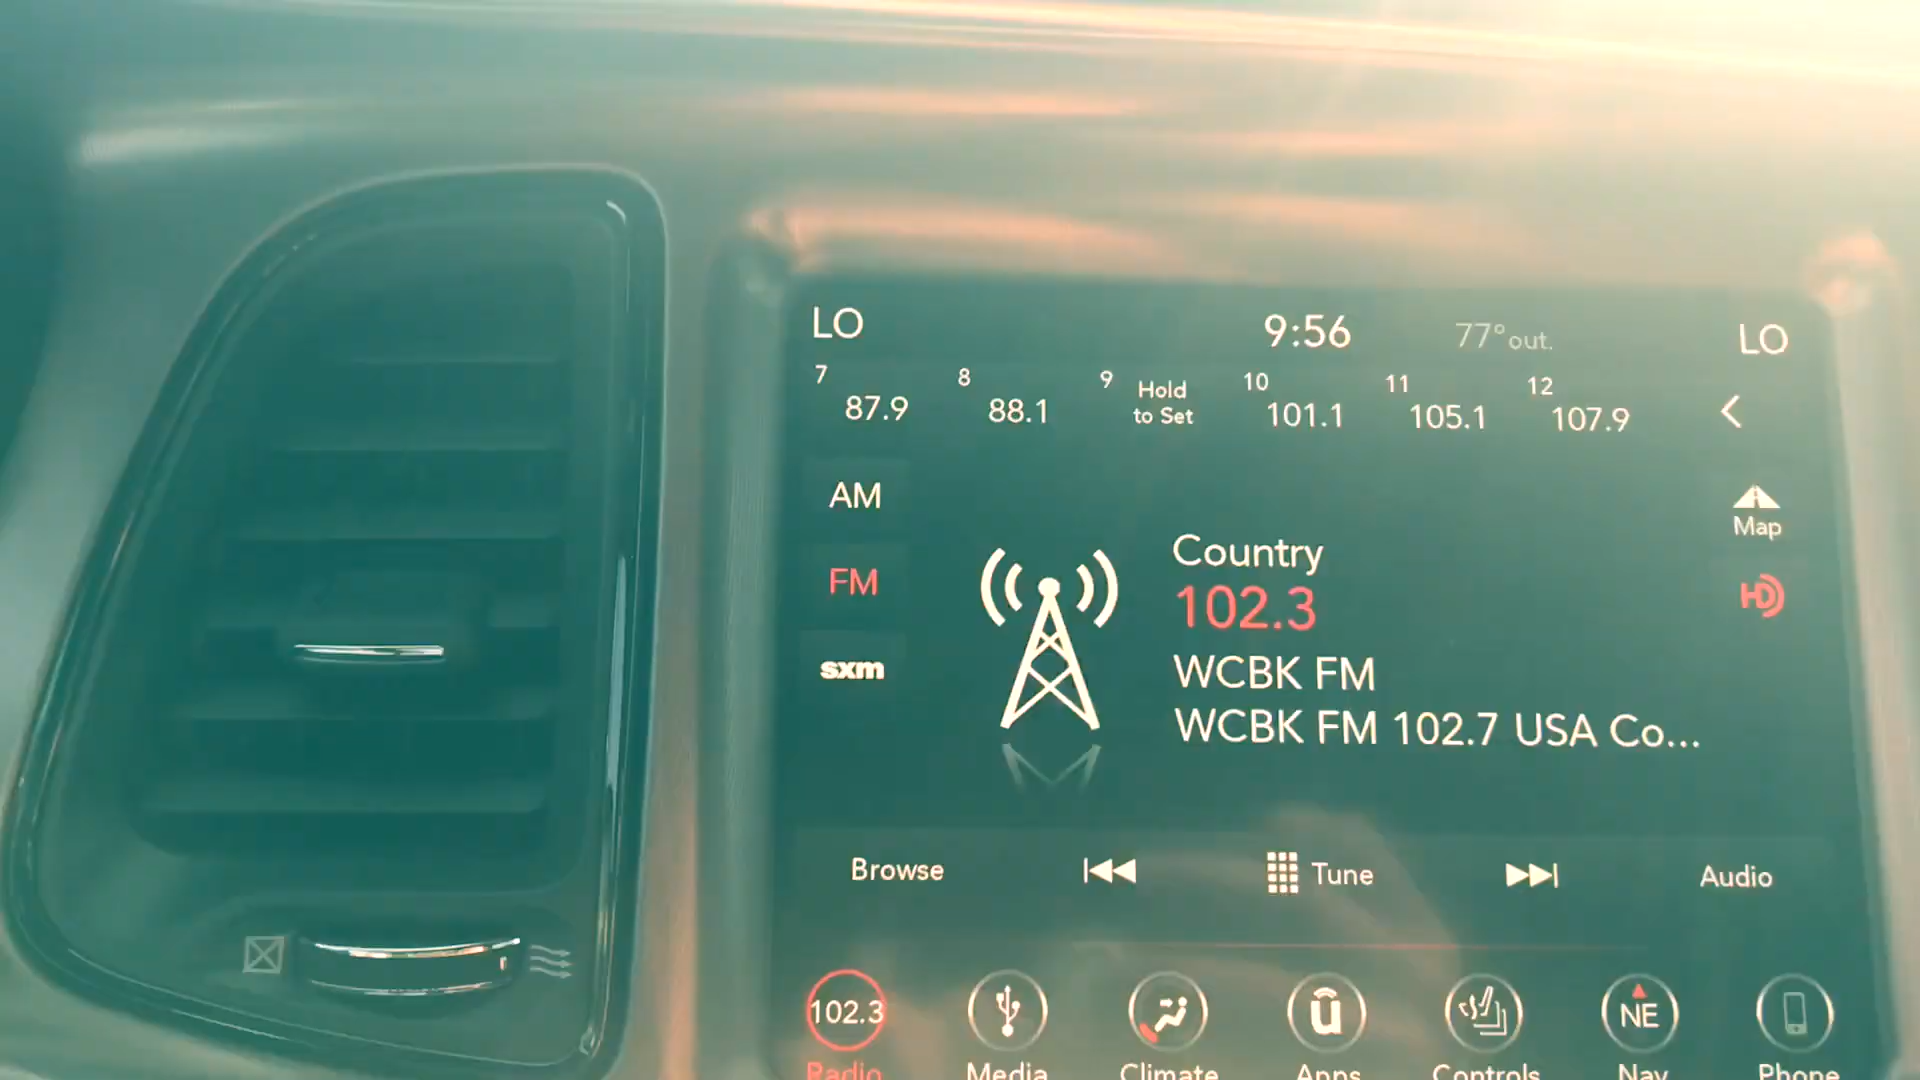 LO 9:56 77° out. LO
7 87.9 8 88.1 9 Hold to Set 10 101.1 11 105.1 12 107.9
AM
Map
Country
FM
102.3
HD
sxm
WCBK FM
WCBK FM 102.7 USA Co...
Browse Tune Audio
102.3 u NE
Radio Media Climate Apps Controls Nav Phone